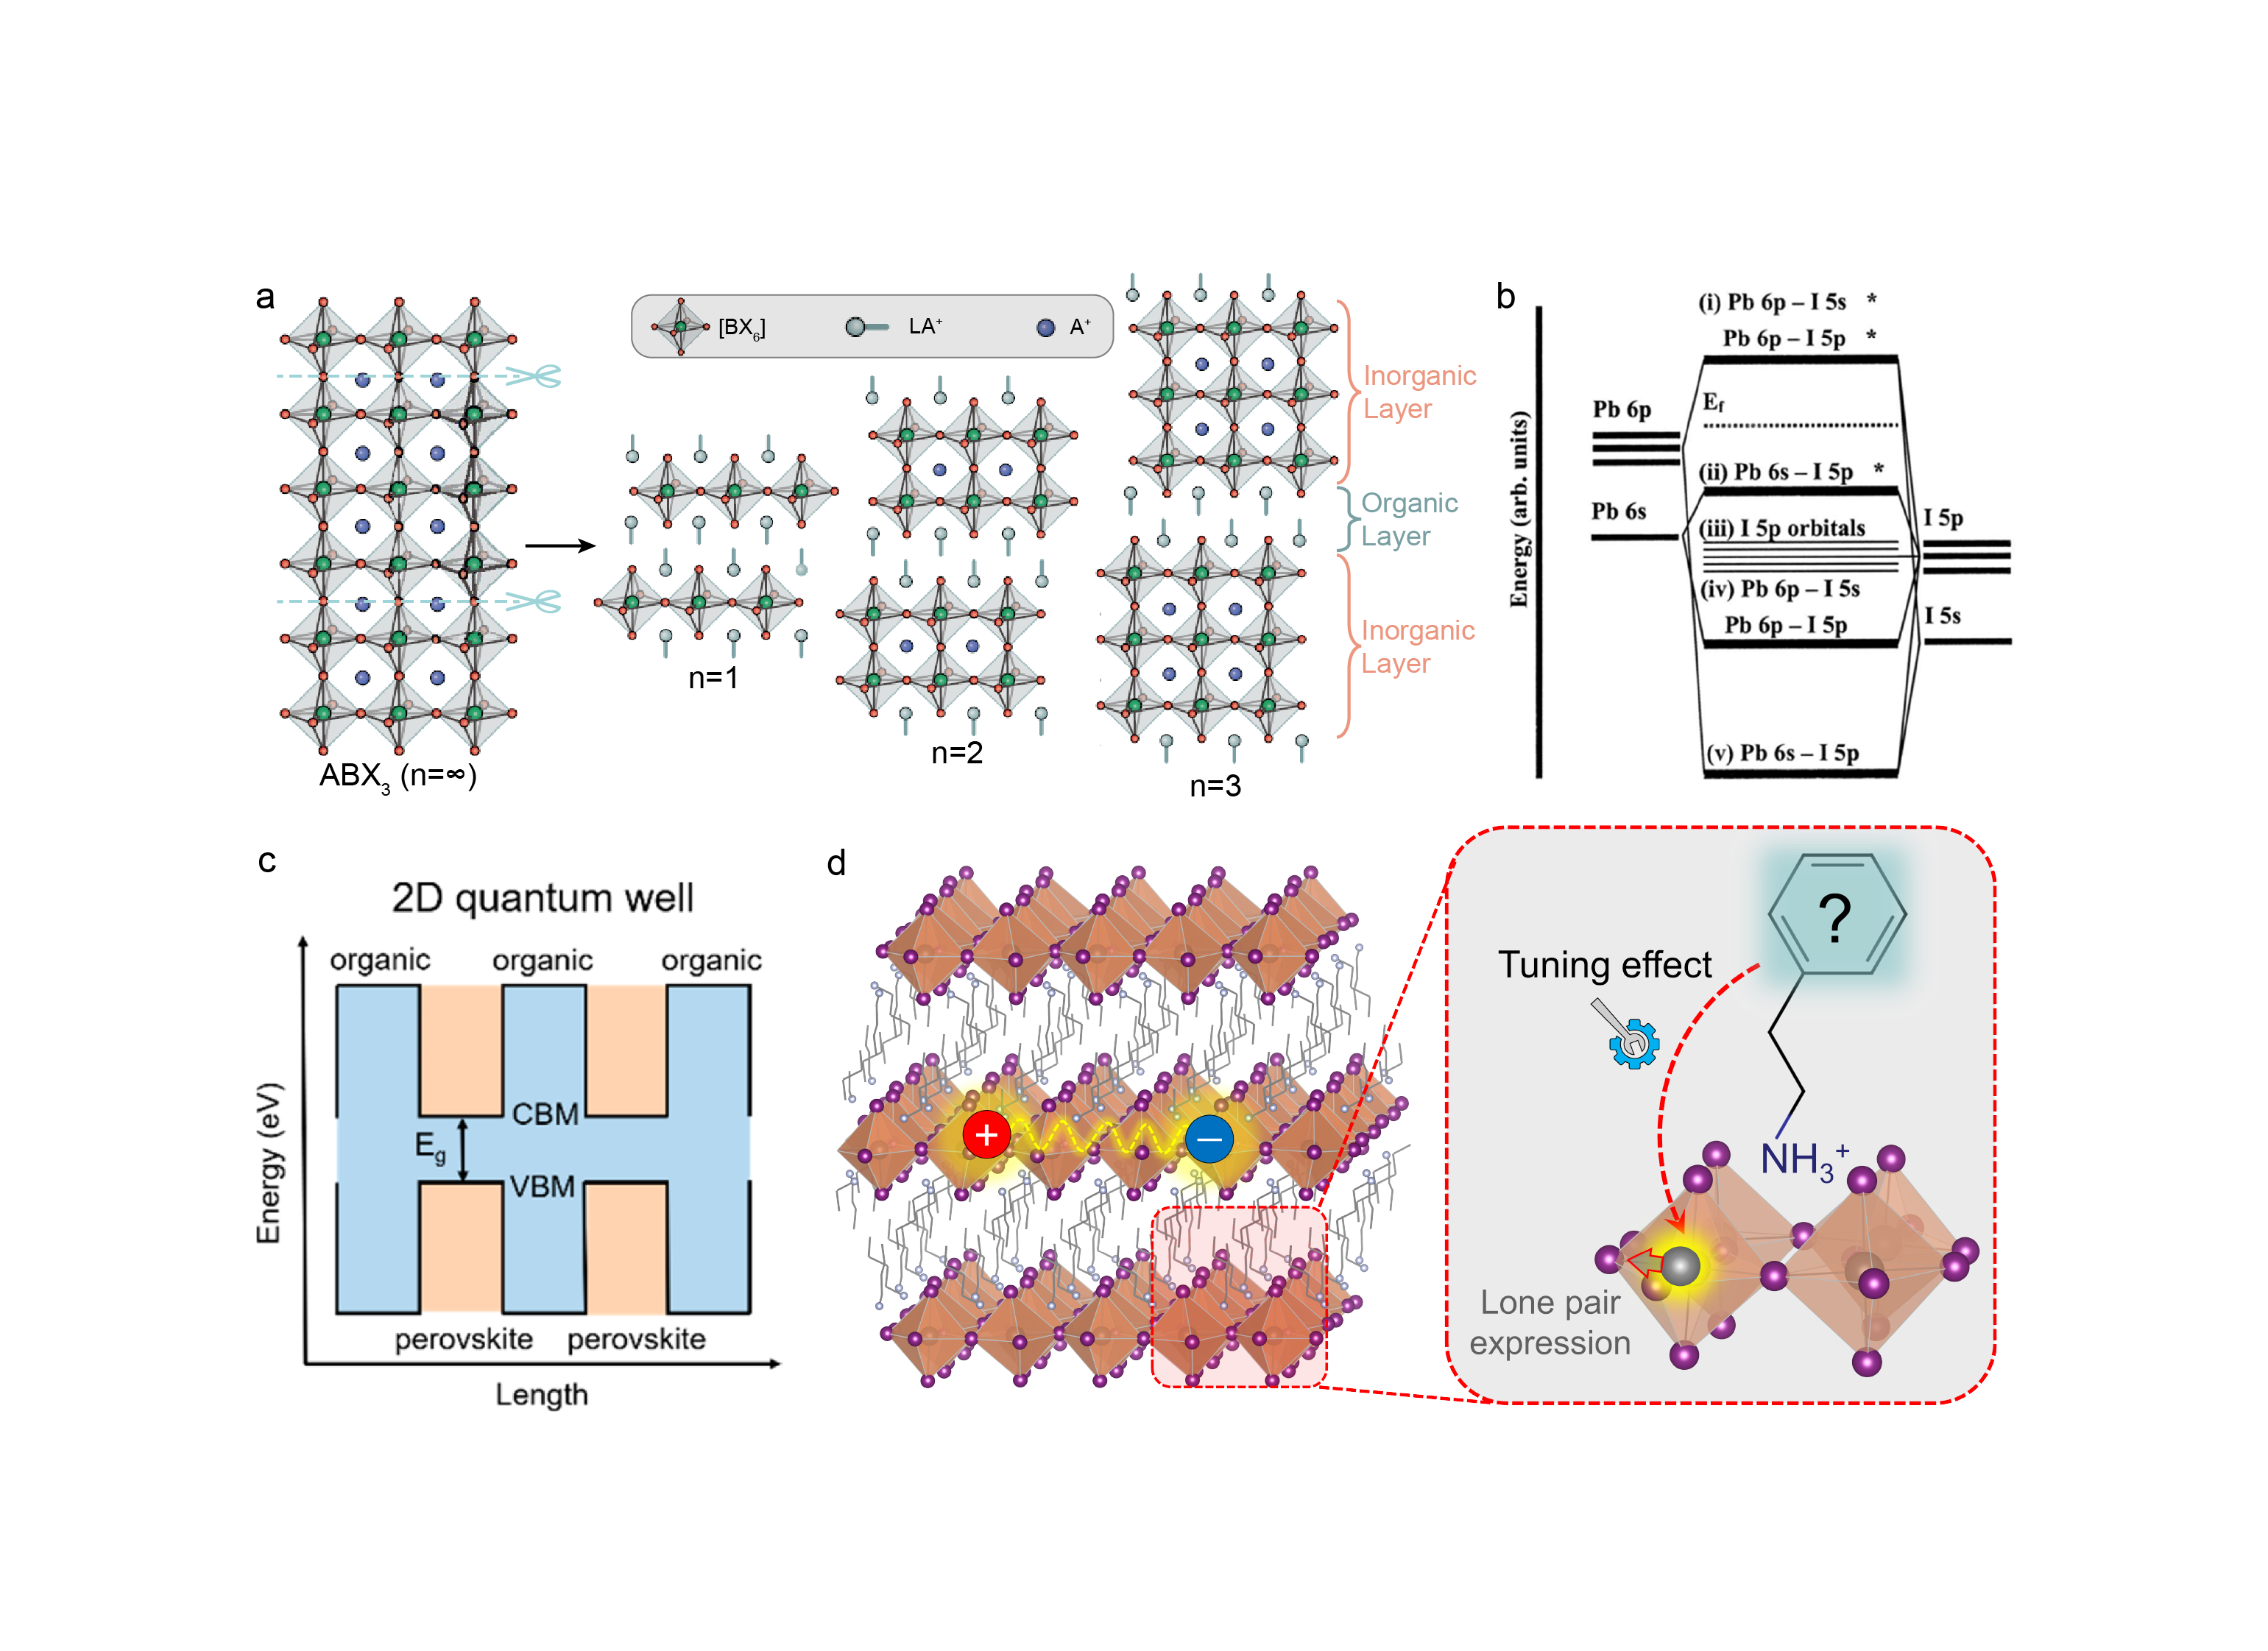 a
[BX6]
LA+
A+
ABX3 (n=∞)
n=1
n=2
n=3
Inorganic
Layer
Organic
Layer
Inorganic
Layer
b
Energy (arb. units)
Pb 6p
Pb 6s
(i) Pb 6p – I 5s *
Pb 6p – I 5p *
Ef
(ii) Pb 6s – I 5p *
(iii) I 5p orbitals
(iv) Pb 6p – I 5s
Pb 6p – I 5p
(v) Pb 6s – I 5p
I 5p
I 5s
c
2D quantum well
organic organic organic
Energy (eV)
CBM
Eg
VBM
perovskite perovskite
Length
d
+
–
?
Tuning effect
NH3+
Lone pair
expression